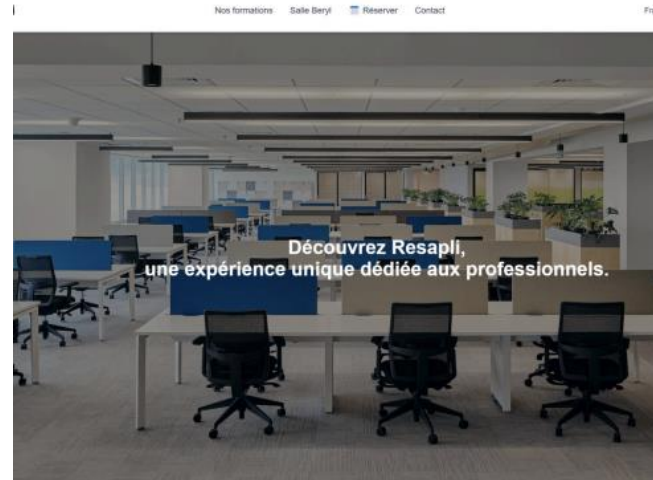 Nos formations Salle Beryl Réserver Contact
Découvrez Resapli,
une expérience unique dédiée aux professionnels.